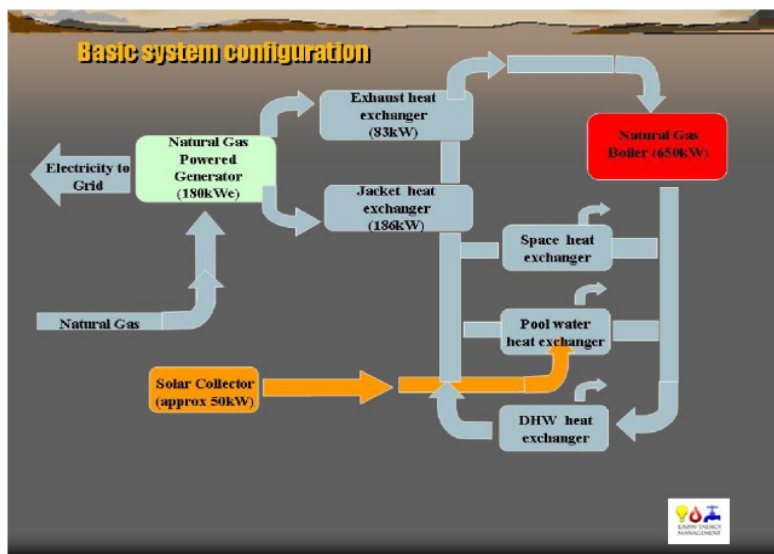 Basic system configuration
Exhaust heat
exchanger
(83kW)
Natural Gas
Boiler (650kW)
Natural Gas
Powered
Generator
(180kWe)
Electricity to
Grid
Jacket heat
exchanger
(186kW)
Space heat
exchanger
Natural Gas
Pool water
heat exchanger
Solar Collector
(approx 50kW)
DHW heat
exchanger
ENERGY
MANAGEMENT